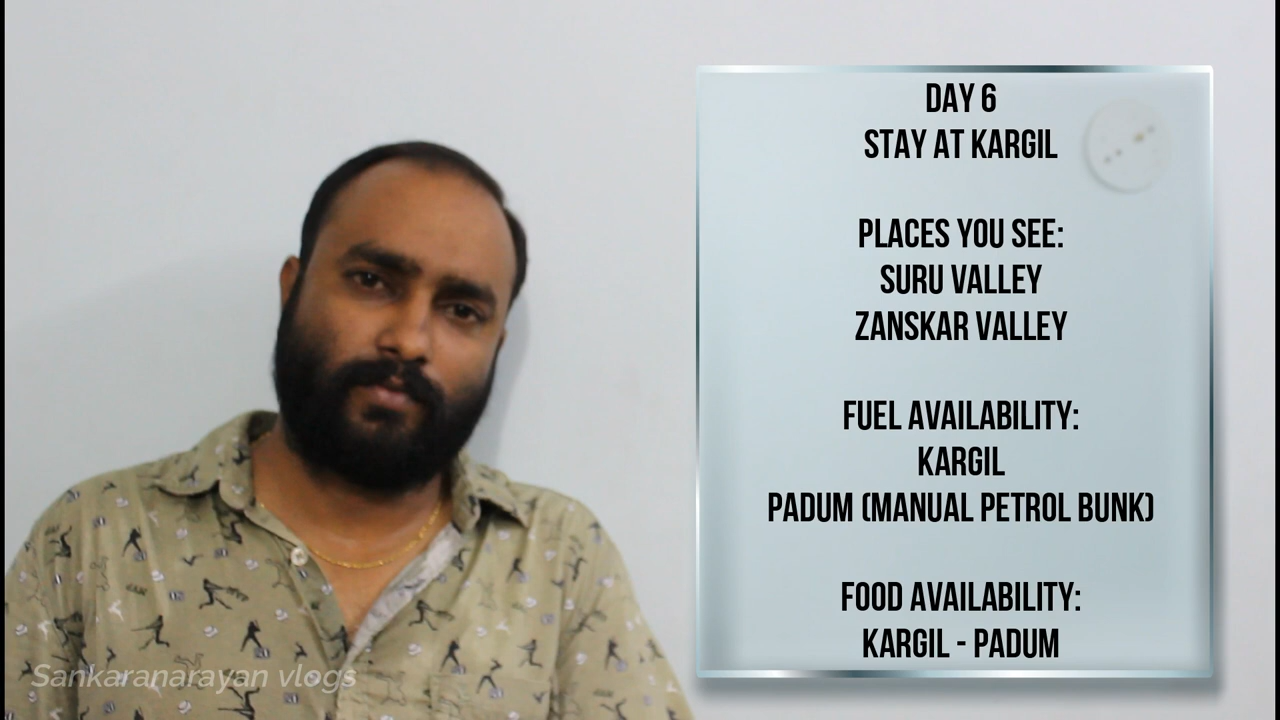 DAY 6
STAY AT KARGIL
PLACES YOU SEE:
SURU VALLEY
ZANSKAR VALLEY
FUEL AVAILABILITY:
KARGIL
PADUM (MANUAL PETROL BUNK)
FOOD AVAILABILITY:
KARGIL - PADUM
Sankaranarayan vlogs